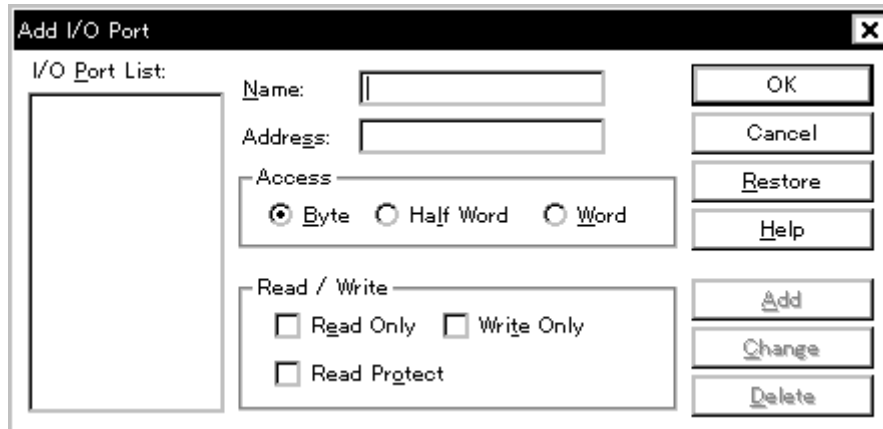 Add I/O Port
I/O Port List:
Name:
Address:
Access
Byte Half Word Word
Read / Write
Read Only Write Only
Read Protect
OK
Cancel
Restore
Help
Add
Change
Delete